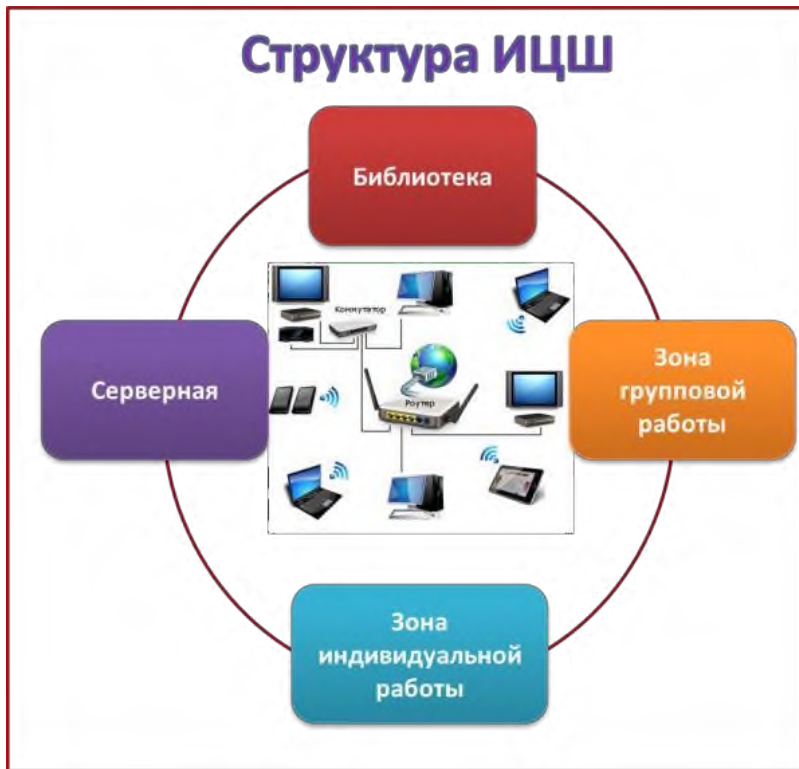 Структура ИЦШ
Библиотека
Коммутатор
Серверная
Роутер
Зона
групповой
работы
Зона
индивидуальной
работы